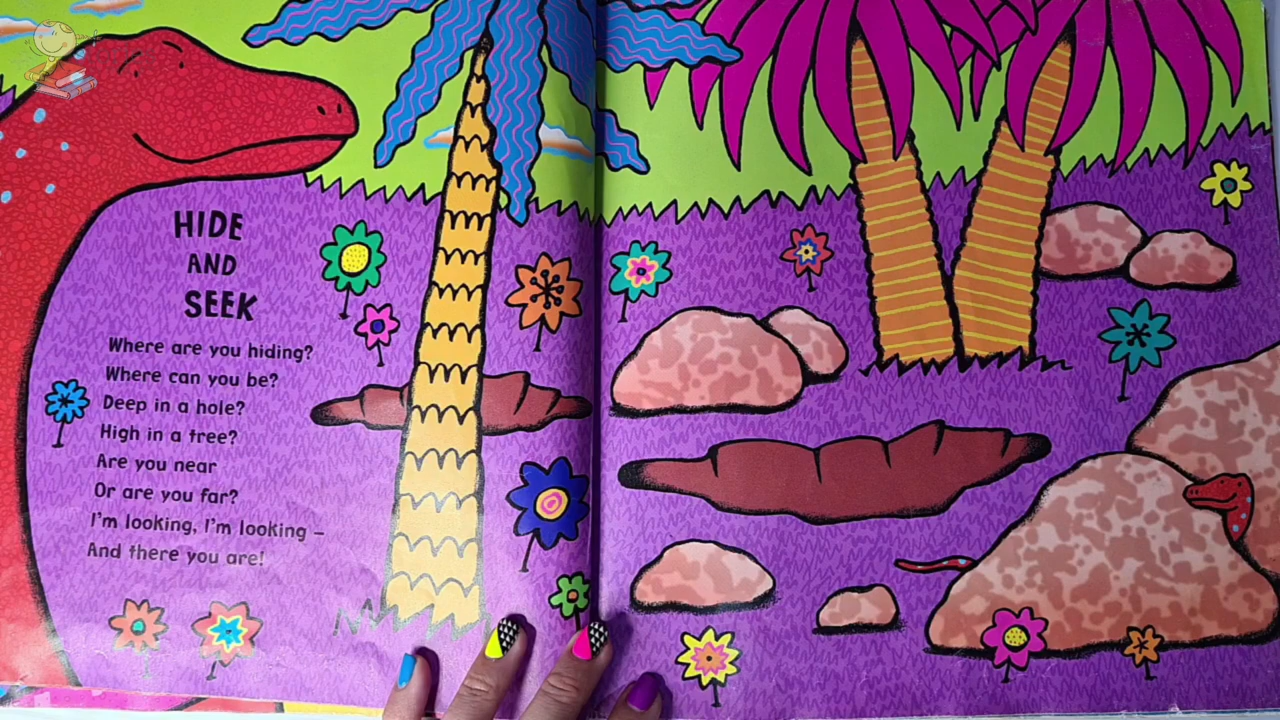 HIDE
AND
SEEK
Where are you hiding?
Where can you be?
Deep in a hole?
High in a tree?
Are you near
Or are you far?
I'm looking, I'm looking –
And there you are!